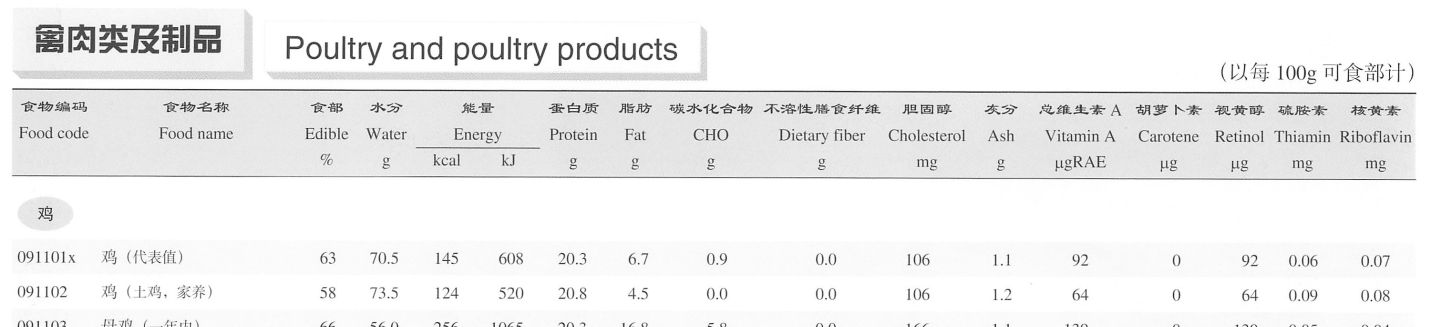 禽肉类及制品
Poultry and poultry products
（以每 100g 可食部计）
食物编码 食物名称 食部 水分 能量 蛋白质 脂肪 碳水化合物 不溶性膳食纤维 胆固醇 灰分 总维生素 A 胡萝卜素 视黄醇 硫胺素 核黄素
Food code Food name Edible Water Energy Protein Fat CHO Dietary fiber Cholesterol Ash Vitamin A Carotene Retinol Thiamin Riboflavin
% g kcal kJ g g g g mg g μgRAE μg μg mg mg
鸡
091101x 鸡（代表值） 63 70.5 145 608 20.3 6.7 0.9 0.0 106 1.1 92 0 92 0.06 0.07
091102 鸡（土鸡，家养） 58 73.5 124 520 20.8 4.5 0.0 0.0 106 1.2 64 0 64 0.09 0.08
091103 母鸡（一年内） 66 56.0 256 1065 20.3 16.8 5.8 0.0 166 1.1 139 0 139 0.05 0.04